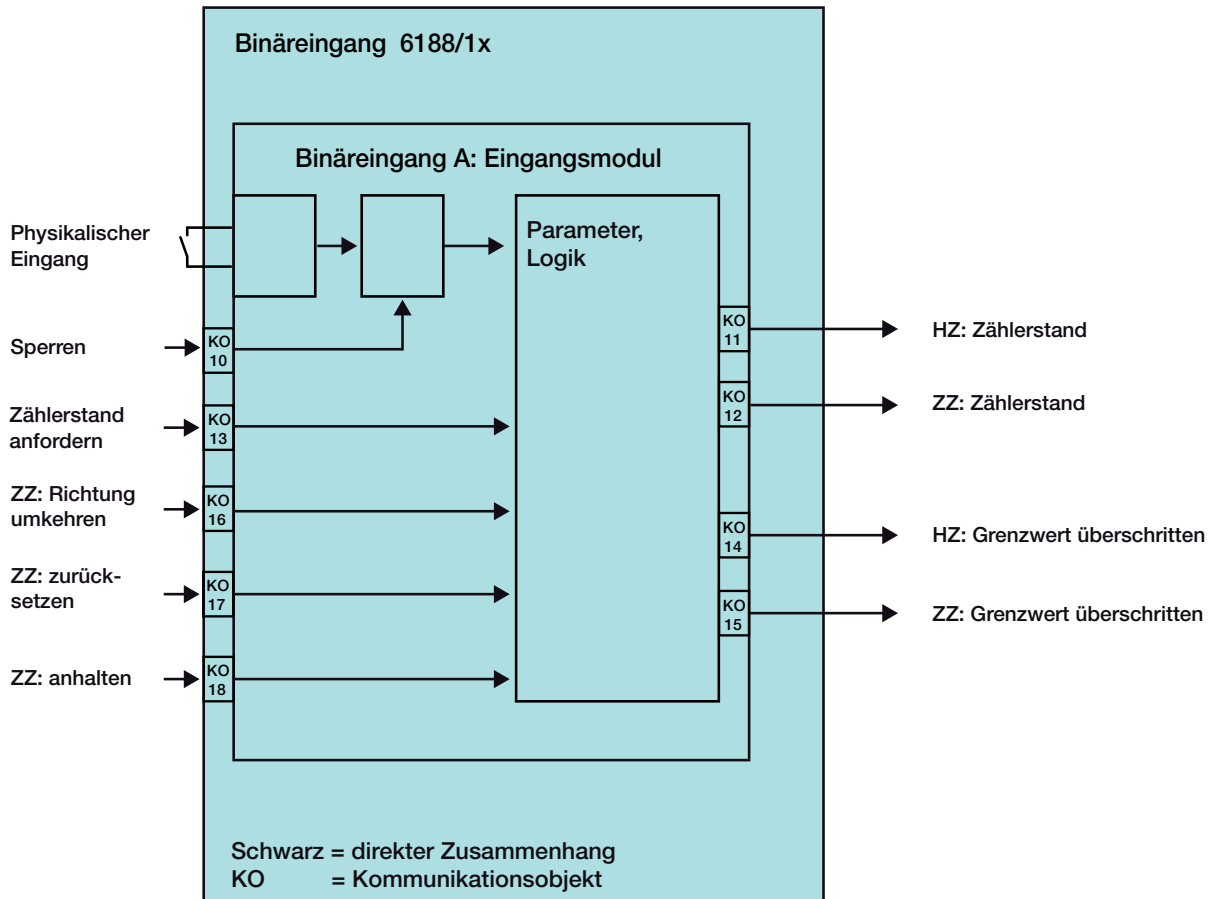 Binäreingang 6188/1x
Binäreingang A: Eingangsmodul
Physikalischer
Eingang
Parameter,
Logik
Sperren
KO
10
Zählerstand
anfordern
KO
13
ZZ: Richtung
umkehren
KO
16
ZZ: zurück-
setzen
KO
17
ZZ: anhalten
KO
18
KO
11
HZ: Zählerstand
KO
12
ZZ: Zählerstand
KO
14
HZ: Grenzwert überschritten
KO
15
ZZ: Grenzwert überschritten
Schwarz = direkter Zusammenhang
KO = Kommunikationsobjekt